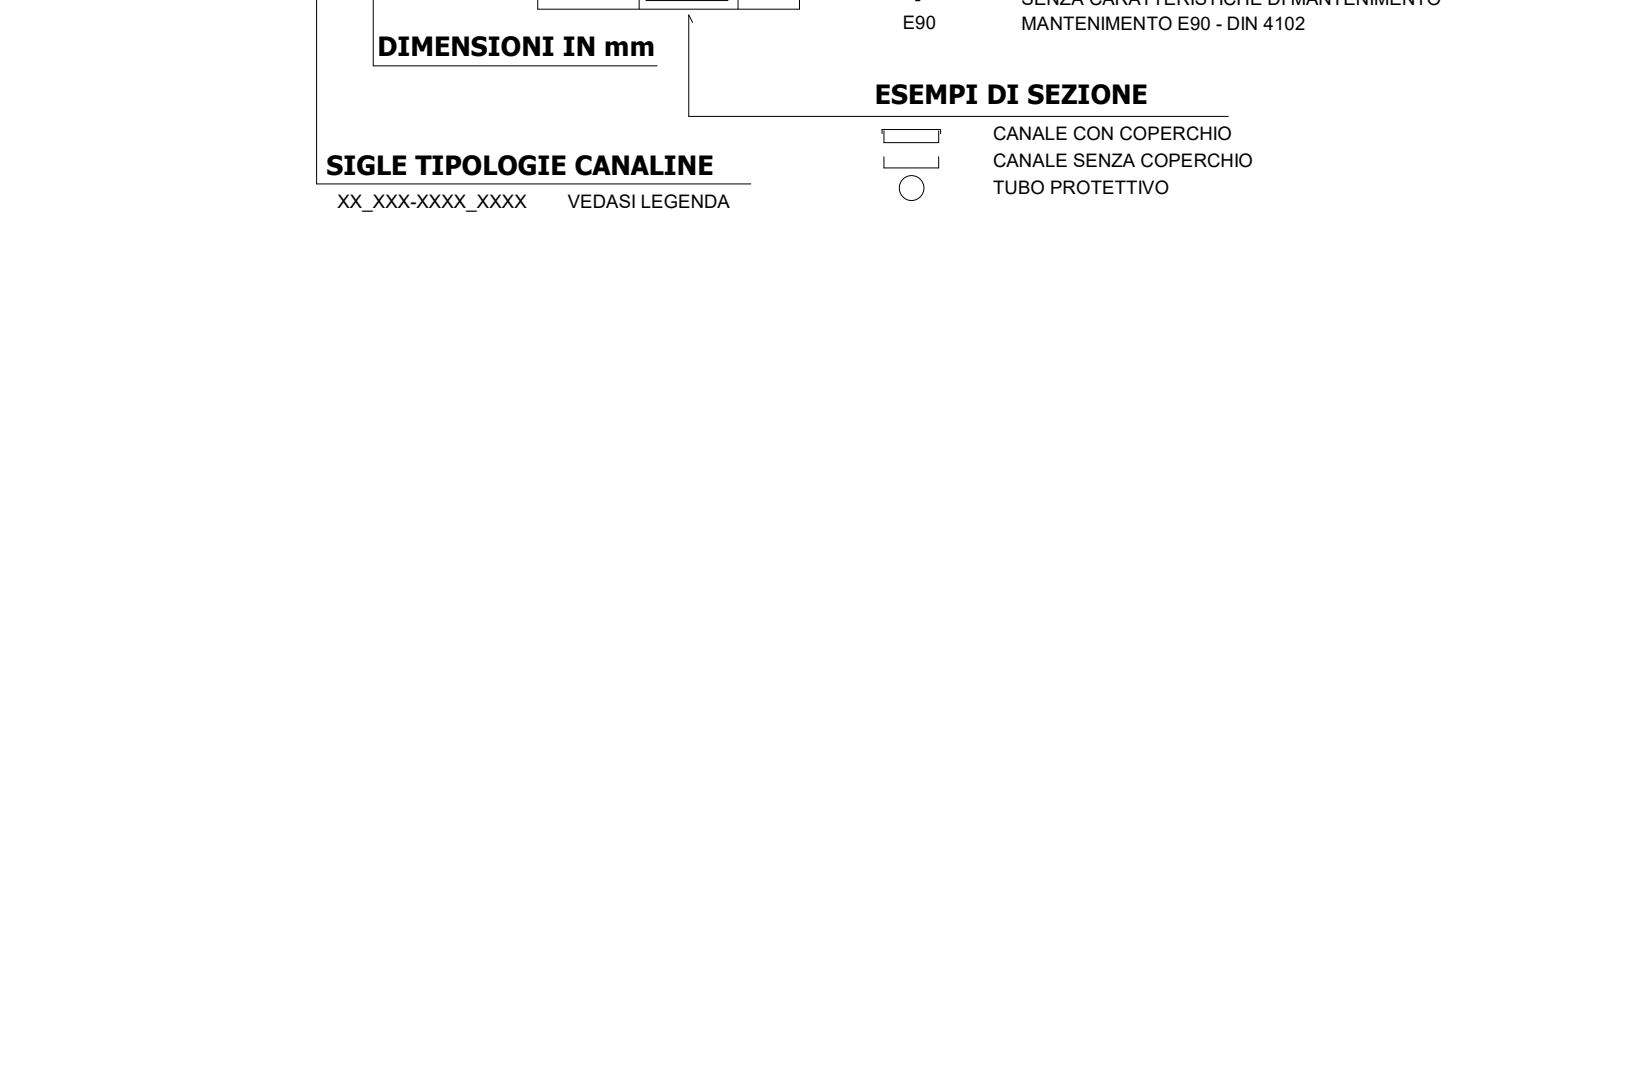 - SENZA CARATTERISTICHE DI MANTENIMENTO
E90 MANTENIMENTO E90 - DIN 4102
DIMENSIONI IN mm
ESEMPI DI SEZIONE
CANALE CON COPERCHIO
CANALE SENZA COPERCHIO
TUBO PROTETTIVO
SIGLE TIPOLOGIE CANALINE
XX_XXX-XXXX_XXXX VEDASI LEGENDA